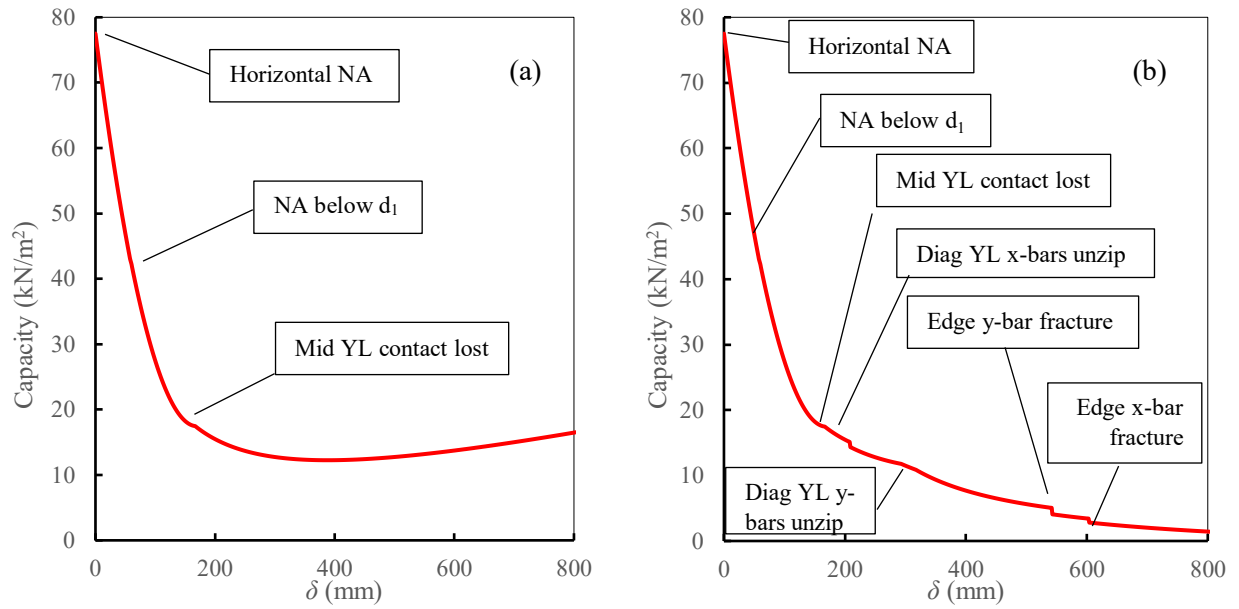 (a)
Capacity (kN/m²)
80
70
60
50
40
30
20
10
0
Horizontal NA
NA below d₁
Mid YL contact lost
0 200 400 600 800
δ (mm)
(b)
Capacity (kN/m²)
80
70
60
50
40
30
20
10
0
Horizontal NA
NA below d₁
Mid YL contact lost
Diag YL x-bars unzip
Edge y-bar fracture
Edge x-bar
fracture
Diag YL y-
bars unzip
0 200 400 600 800
δ (mm)